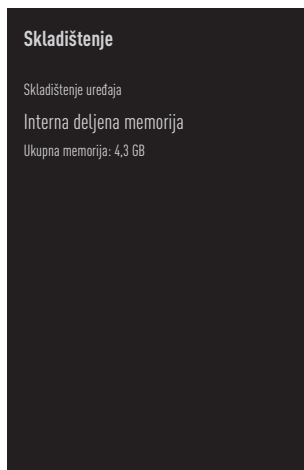 Skladištenje
Skladištenje uređaja
Interna deljena memorija
Ukupna memorija: 4,3 GB